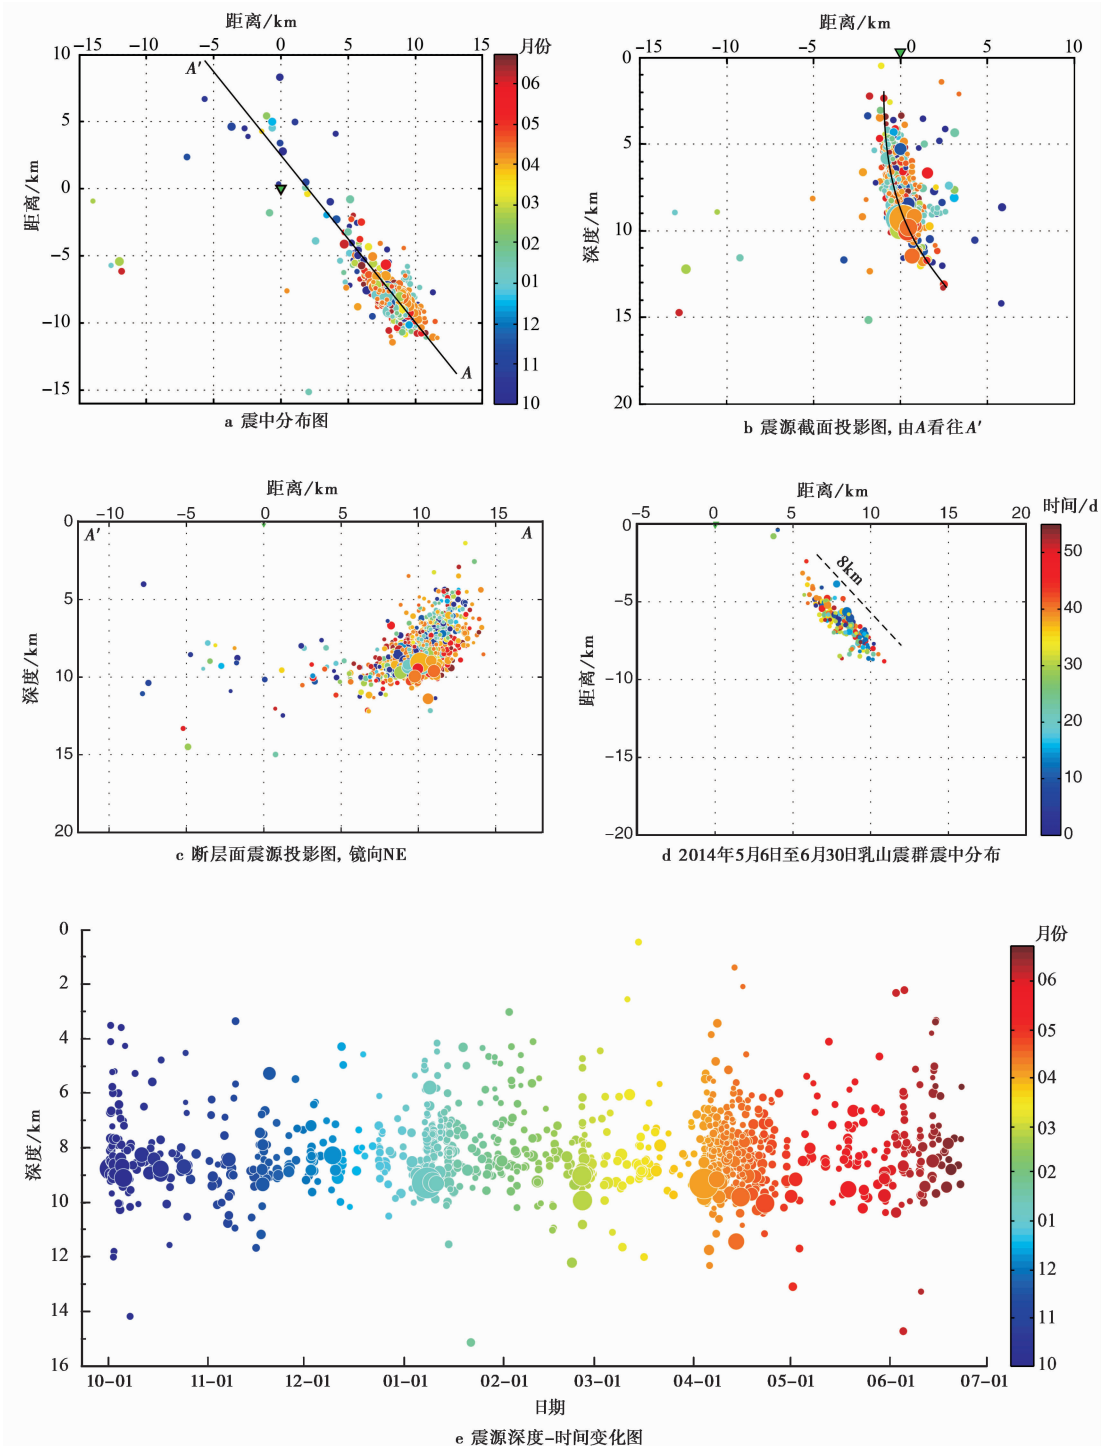 距离/km
−15 −10 −5 0 5 10 15 月份
10 5 0 −5 −10 −15
距离/km
A′
A
06 05 04 03 02 01 12 11 10
a 震中分布图
距离/km
−15 −10 −5 0 5 10
0 5 10 15 20
深度/km
b 震源截面投影图, 由A看往A′
距离/km
−10 −5 0 5 10 15
A′ A
0 5 10 15 20
深度/km
c 断层面震源投影图, 镜向NE
距离/km
−5 0 5 10 15 20 时间/d
0 −5 −10 −15 −20
距离/km
8km
50 40 30 20 10 0
d 2014年5月6日至6月30日乳山震群震中分布
0 2 4 6 8 10 12 14 16
深度/km
月份
06 05 04 03 02 01 12 11 10
10−01 11−01 12−01 01−01 02−01 03−01 04−01 05−01 06−01 07−01
日期
e 震源深度−时间变化图